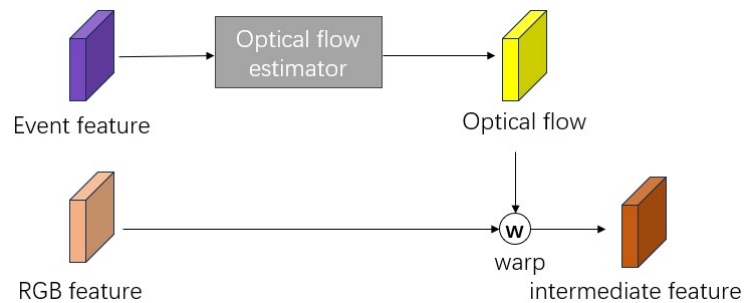 Optical flow
estimator
Event feature
Optical flow
W
warp
RGB feature
intermediate feature